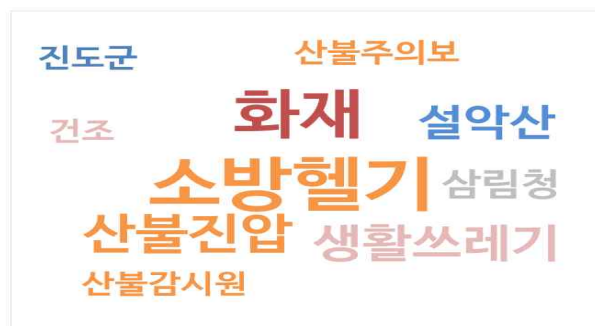 진도군 산불주의보
건조 화재 설악산
소방헬기 삼림청
산불진압 생활쓰레기
산불감시원